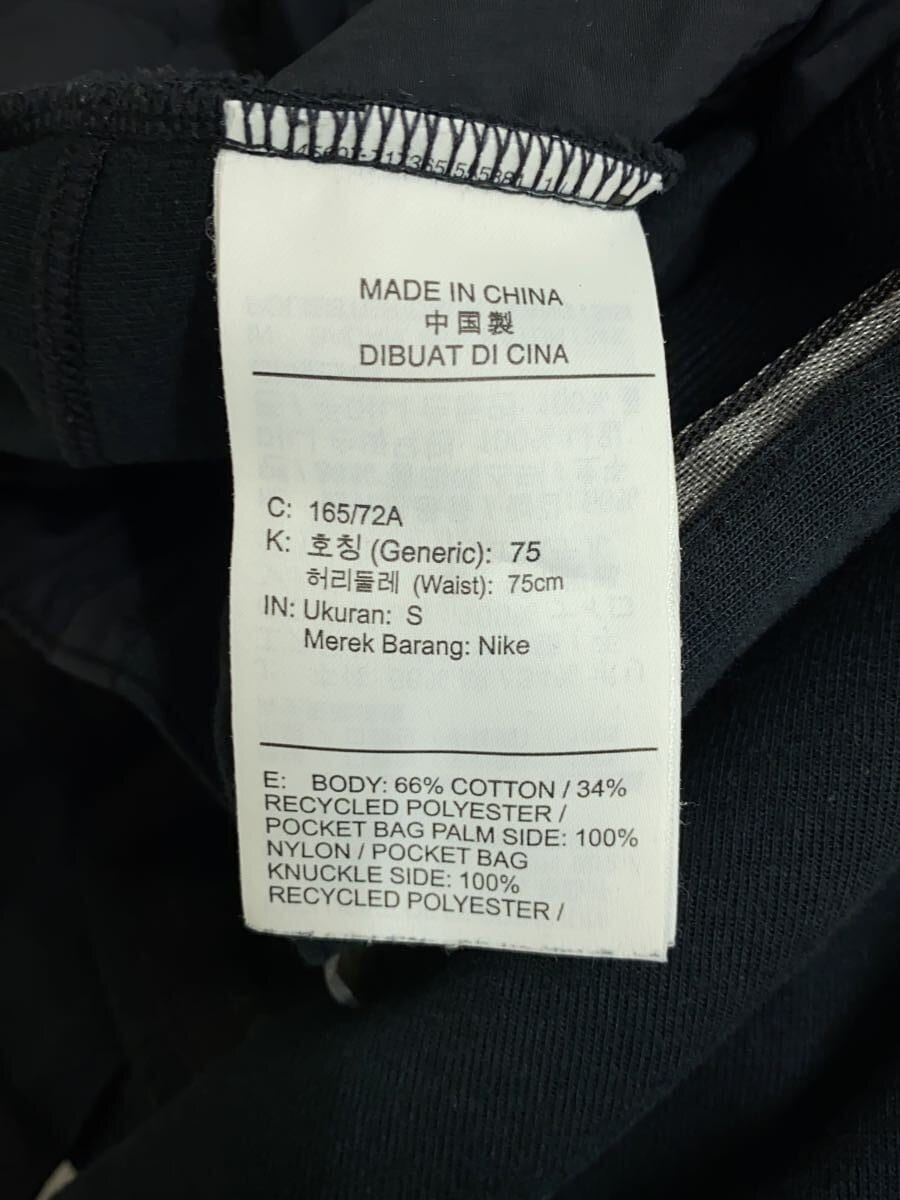 MADE IN CHINA
中国製
DIBUAT DI CINA
C: 165/72A
K: 호칭 (Generic): 75
허리둘레 (Waist): 75cm
IN: Ukuran: S
Merek Barang: Nike
E: BODY: 66% COTTON / 34%
RECYCLED POLYESTER /
POCKET BAG PALM SIDE: 100%
NYLON / POCKET BAG
KNUCKLE SIDE: 100%
RECYCLED POLYESTER /